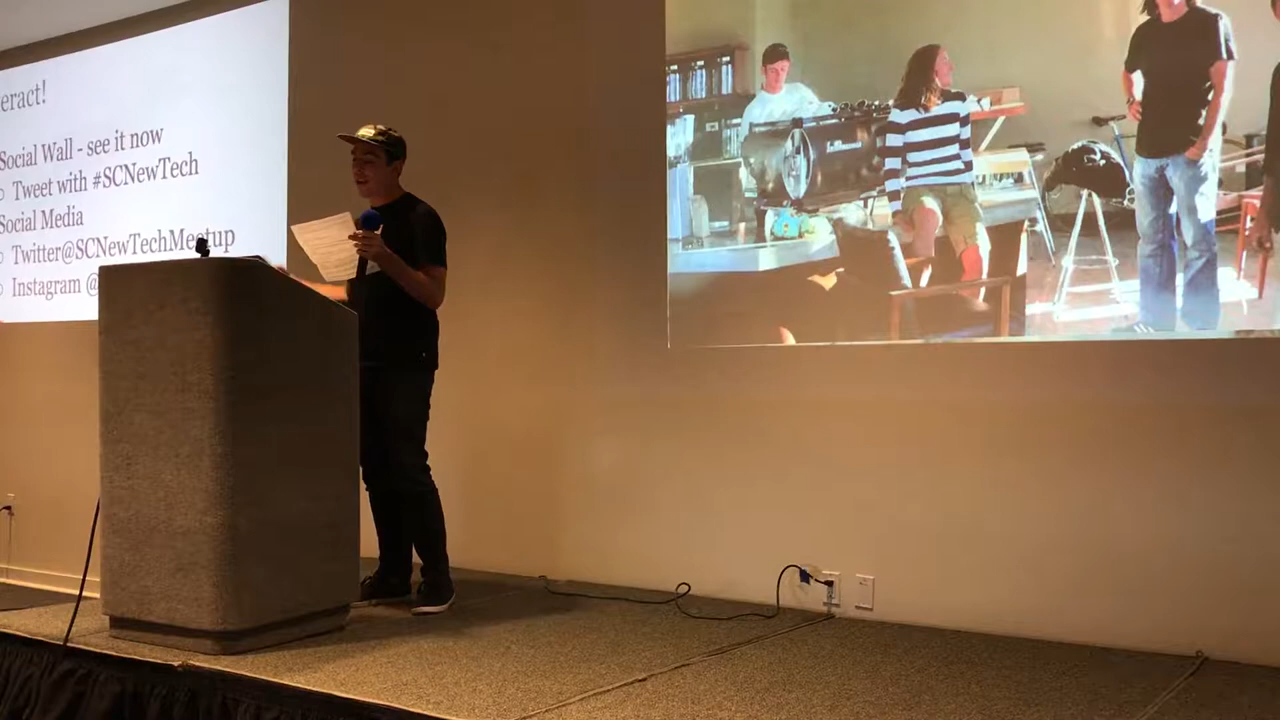 eract!
Social Wall - see it now
Tweet with #SCNewTech
Social Media
Twitter@SCNewTechMeetup
Instagram @